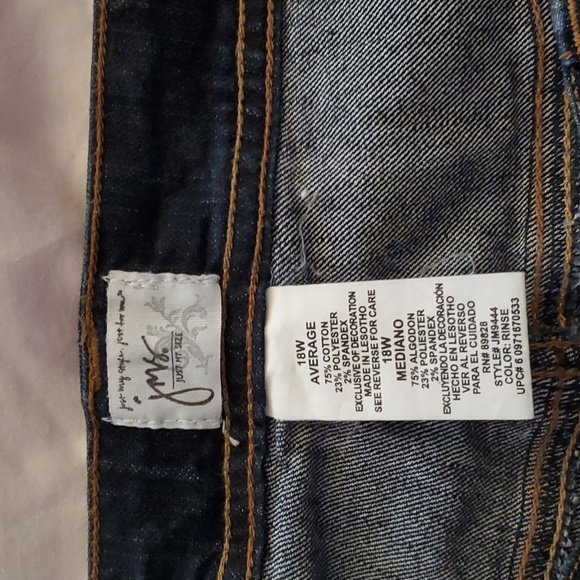 just my style. just for me.
jms
JUST MY SIZE
18W
AVERAGE
75% COTTON
23% POLYESTER
2% SPANDEX
EXCLUSIVE OF DECORATION
MADE IN LESOTHO
SEE REVERSE FOR CARE
18W
MEDIANO
75% ALGODON
23% POLIESTER
2% SPANDEX
EXCLUYENDO LA DECORACIÓN
HECHO EN LESOTHO
VER AL REVERSO
PARA EL CUIDADO
RN# 89528
STYLE# JM9444
COLOR: RINSE
UPC# 6 0971670533